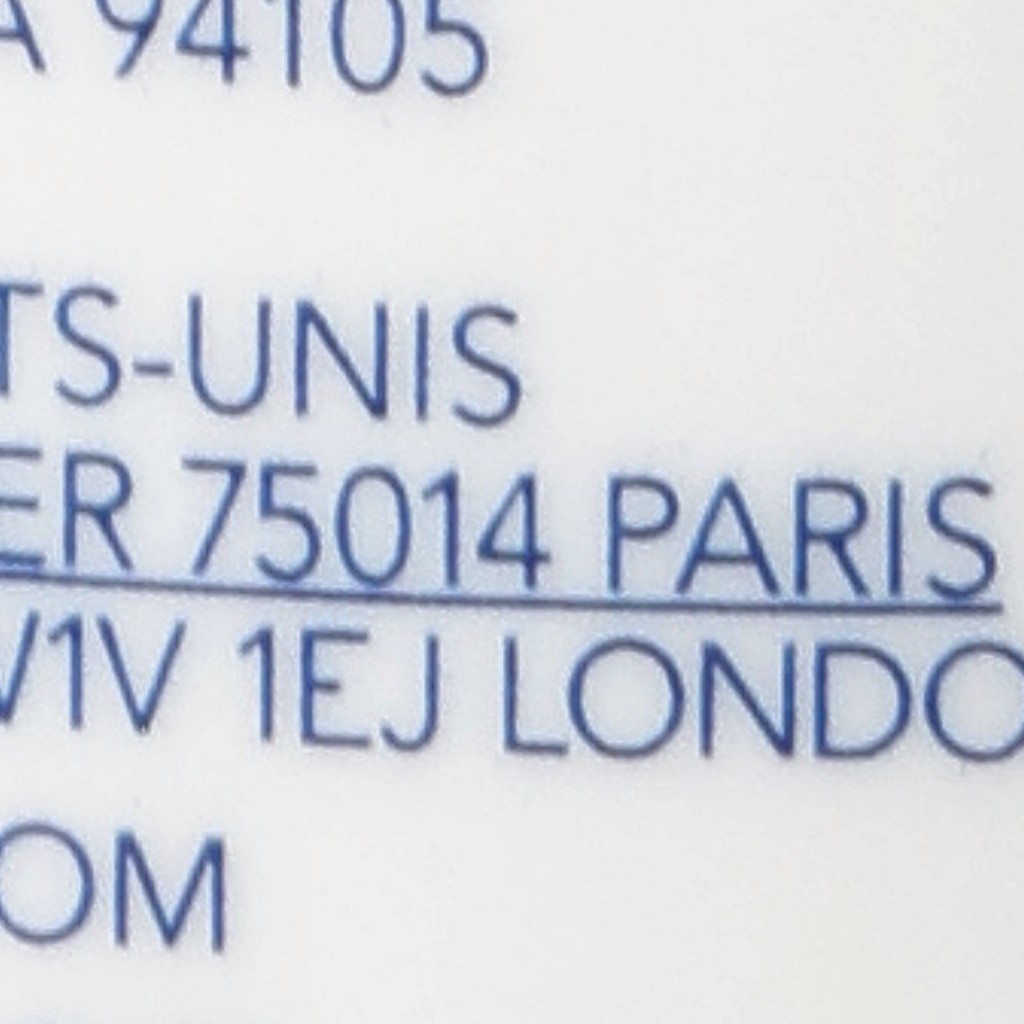 A 94105
TS-UNIS
ER 75014 PARIS
V1V 1EJ LONDO
OM